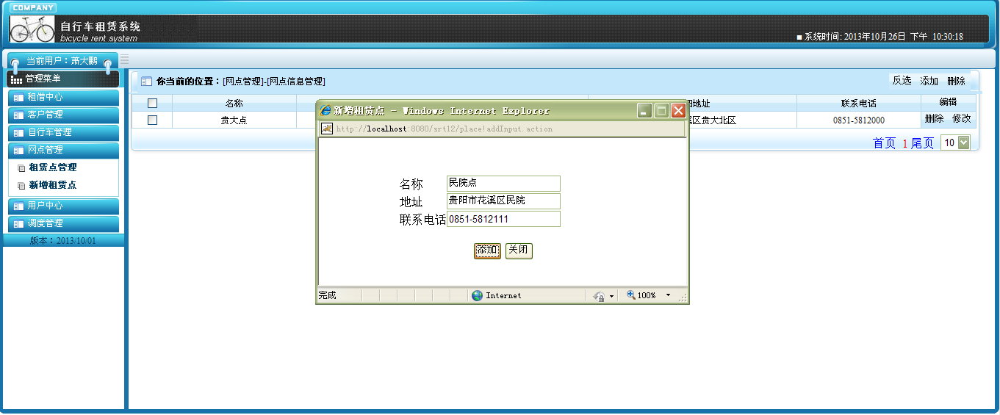 COMPANY
自行车租赁系统
bicycle rent system
系统时间: 2013年10月26日 下午 10:30:18
当前用户：萧大鹏
管理菜单
租借中心
客户管理
自行车管理
网点管理
租赁点管理
新增租赁点
用户中心
调度管理
版本：2013/10/01
你当前的位置：[网点管理]-[网点信息管理]
反选 添加 删除
名称 地址 联系电话 编辑
贵大点 区贵大北区 0851-5812000 删除 修改
首页 1 尾页 10
新增租赁点 - Windows Internet Explorer
http://localhost:8080/srt12/place!addInput.action
名称 民院点
地址 贵阳市花溪区民院
联系电话 0851-5812111
添加 关闭
完成 Internet 100%